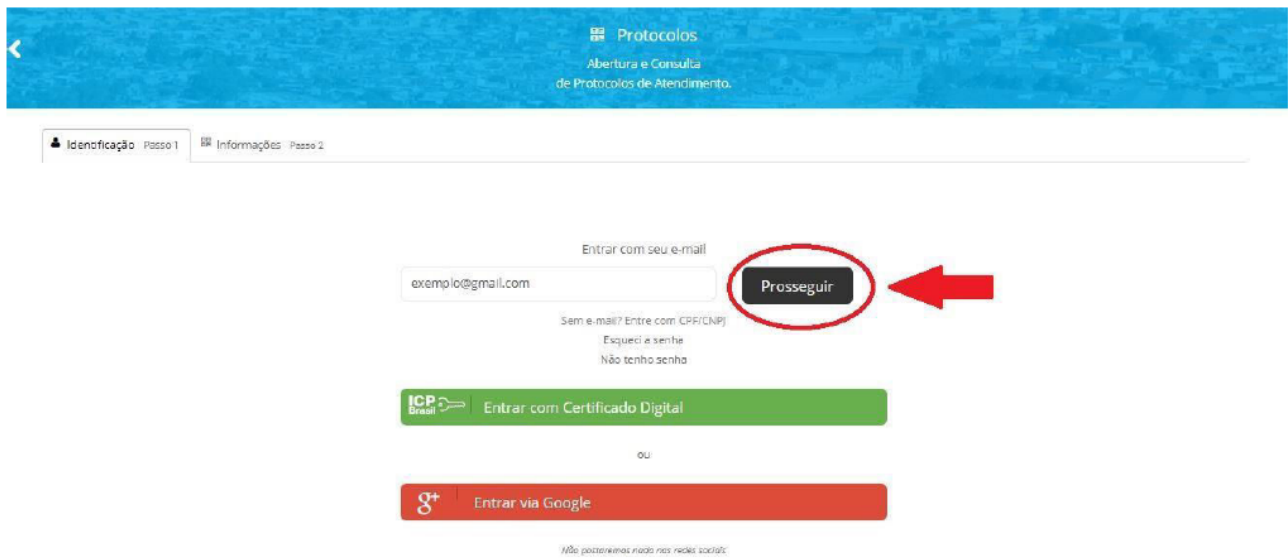 Protocolos
Abertura e Consulta
de Protocolos de Atendimento.
Identificação Passo 1 Informações Passo 2
Entrar com seu e-mail
exemplo@gmail.com Prosseguir
Sem e-mail? Entre com CPF/CNPJ
Esqueci a senha
Não tenho senha
ICP Brasil Entrar com Certificado Digital
ou
g+ Entrar via Google
Não postaremos nada nas redes sociais